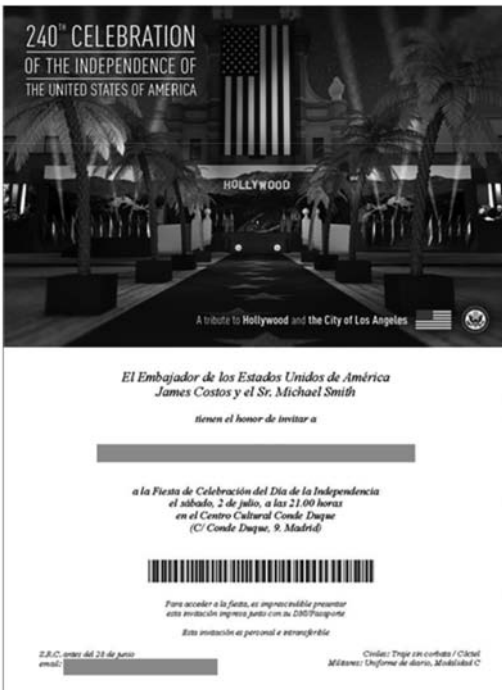 240TH CELEBRATION
OF THE INDEPENDENCE OF
THE UNITED STATES OF AMERICA
HOLLYWOOD
A tribute to Hollywood and the City of Los Angeles
El Embajador de los Estados Unidos de América
James Costos y el Sr. Michael Smith
tienen el honor de invitar a
a la Fiesta de Celebración del Día de la Independencia
el sábado, 2 de julio, a las 21.00 horas
en el Centro Cultural Conde Duque
(C/ Conde Duque, 9. Madrid)
Para acceder a la fiesta, es imprescindible presentar
esta invitación impresa junto con su DNI/Pasaporte
Esta invitación es personal e intransferible
S.R.C. antes del 28 de junio
email:
Civiles: Traje sin corbata / Cóctel
Militares: Uniforme de diario, Modalidad C